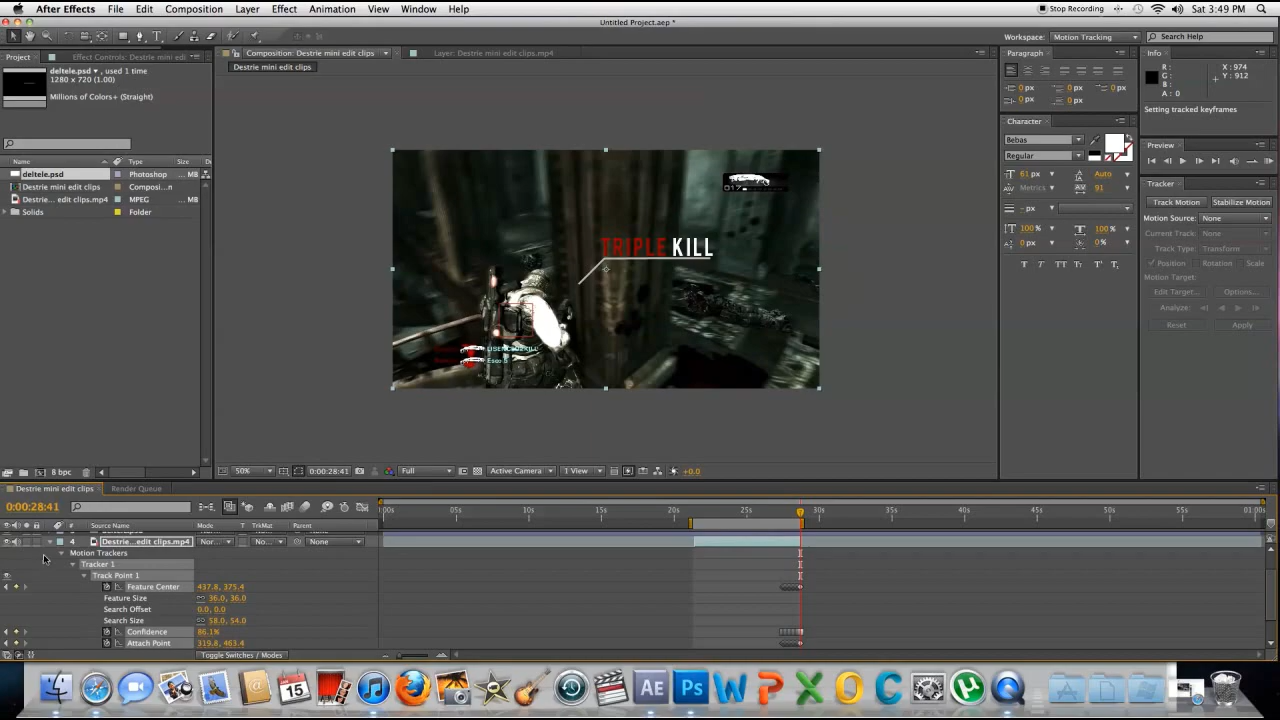 After Effects File Edit Composition Layer Effect Animation View Window Help
Stop Recording Sat 3:49 PM
Untitled Project.aep *
Workspace: Motion Tracking Search Help
Project Effect Controls: Destrie mini edi
Composition: Destrie mini edit clips Layer: Destrie mini edit clips.mp4
Paragraph Info
deltele.psd , used 1 time
1280 x 720 (1.00)
Millions of Colors+ (Straight)
Destrie mini edit clips
0 px 0 px 0 px
0 px 0 px
R: X: 974
G: Y: 912
B:
A: 0
Setting tracked keyframes
Character
Bebas
Regular
61 px Auto
Metrics 91
- px
100% 100%
0 px 0%
T T TT Tt T' T,
Preview
Tracker
Track Motion Stabilize Motion
Motion Source: None
Current Track: None
Track Type: Transform
Position Rotation Scale
Motion Target:
Edit Target... Options...
Analyze:
Reset Apply
Name Type Size
deltele.psd Photoshop ... MB
Destrie mini edit clips Composi...n
Destrie... edit clips.mp4 MPEG ... MB
Solids Folder
017
TRIPLE KILL
8 bpc
50% 0:00:28:41 Full Active Camera 1 View +0.0
Destrie mini edit clips Render Queue
0:00:28:41
:00s 05s 10s 15s 20s 25s 30s 35s 40s 45s 50s 55s 01:00s
# Source Name Mode T TrkMat Parent
4 Destrie...edit clips.mp4 Nor... No... None
Motion Trackers
Tracker 1
Track Point 1
Feature Center 437.8, 375.4
Feature Size 36.0, 36.0
Search Offset 0.0, 0.0
Search Size 58.0, 54.0
Confidence 86.1%
Attach Point 319.8, 463.4
Toggle Switches / Modes
JUL
15
AE Ps